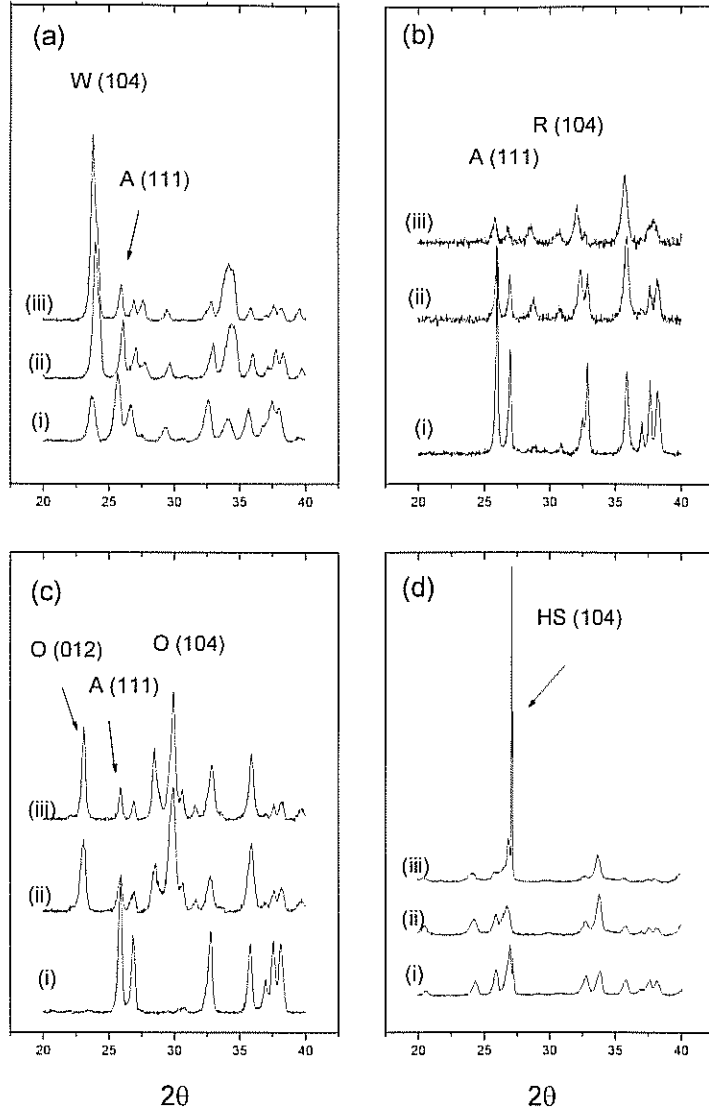 (a)
W (104)
A (111)
(iii)
(ii)
(i)
20 25 30 35 40
(b)
R (104)
A (111)
(iii)
(ii)
(i)
20 25 30 35 40
(c)
O (104)
O (012)
A (111)
(iii)
(ii)
(i)
20 25 30 35 40
2θ
(d)
HS (104)
(iii)
(ii)
(i)
20 25 30 35 40
2θ